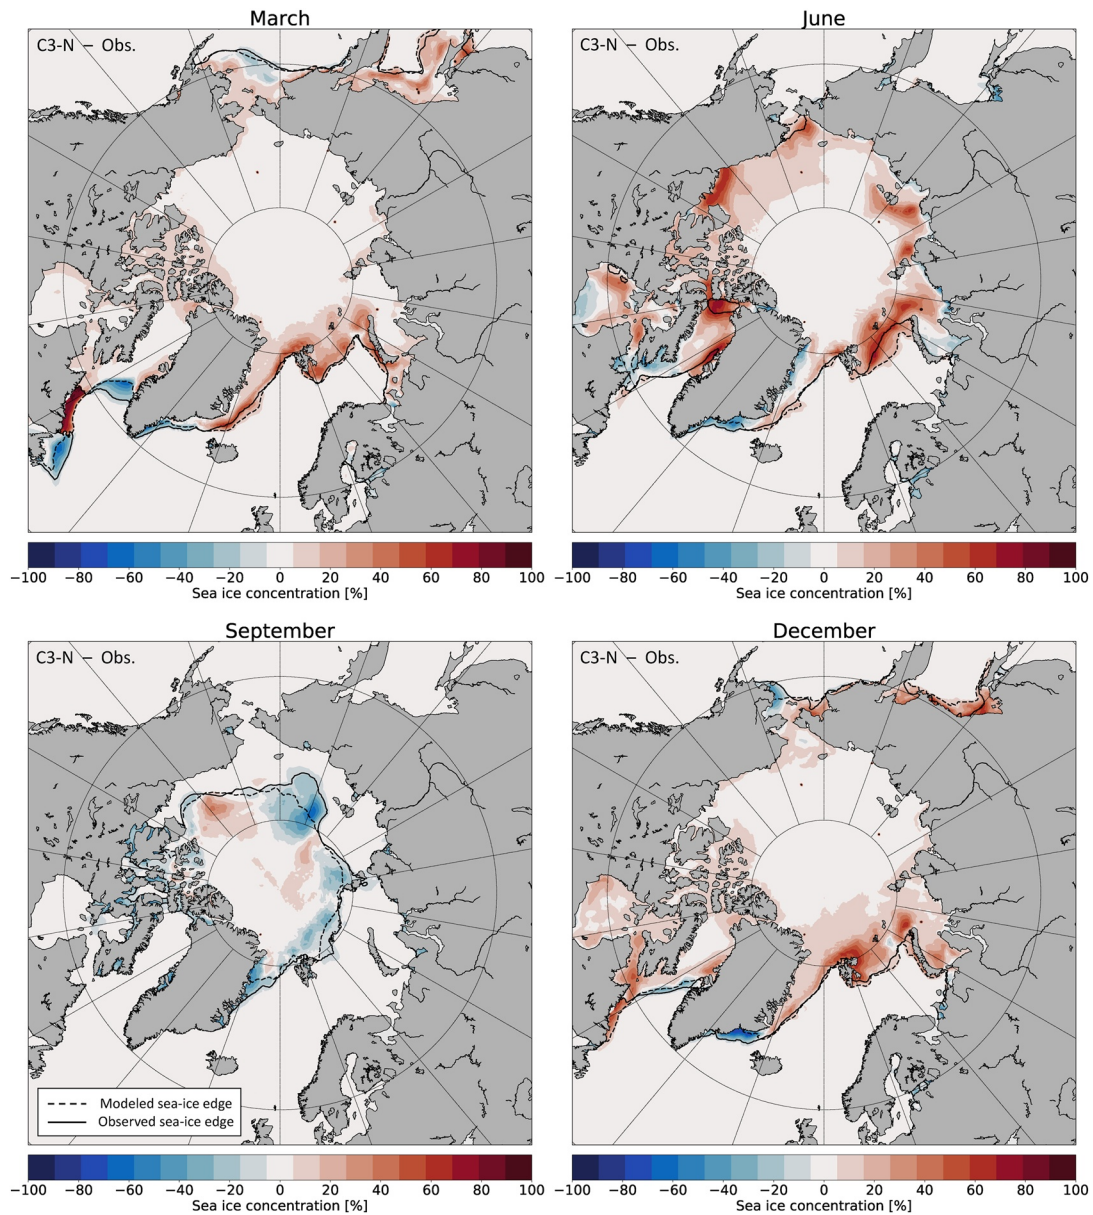 March
C3-N – Obs.
−100 −80 −60 −40 −20 0 20 40 60 80 100
Sea ice concentration [%]
June
C3-N – Obs.
−100 −80 −60 −40 −20 0 20 40 60 80 100
Sea ice concentration [%]
September
C3-N – Obs.
Modeled sea-ice edge
Observed sea-ice edge
−100 −80 −60 −40 −20 0 20 40 60 80 100
Sea ice concentration [%]
December
C3-N – Obs.
−100 −80 −60 −40 −20 0 20 40 60 80 100
Sea ice concentration [%]